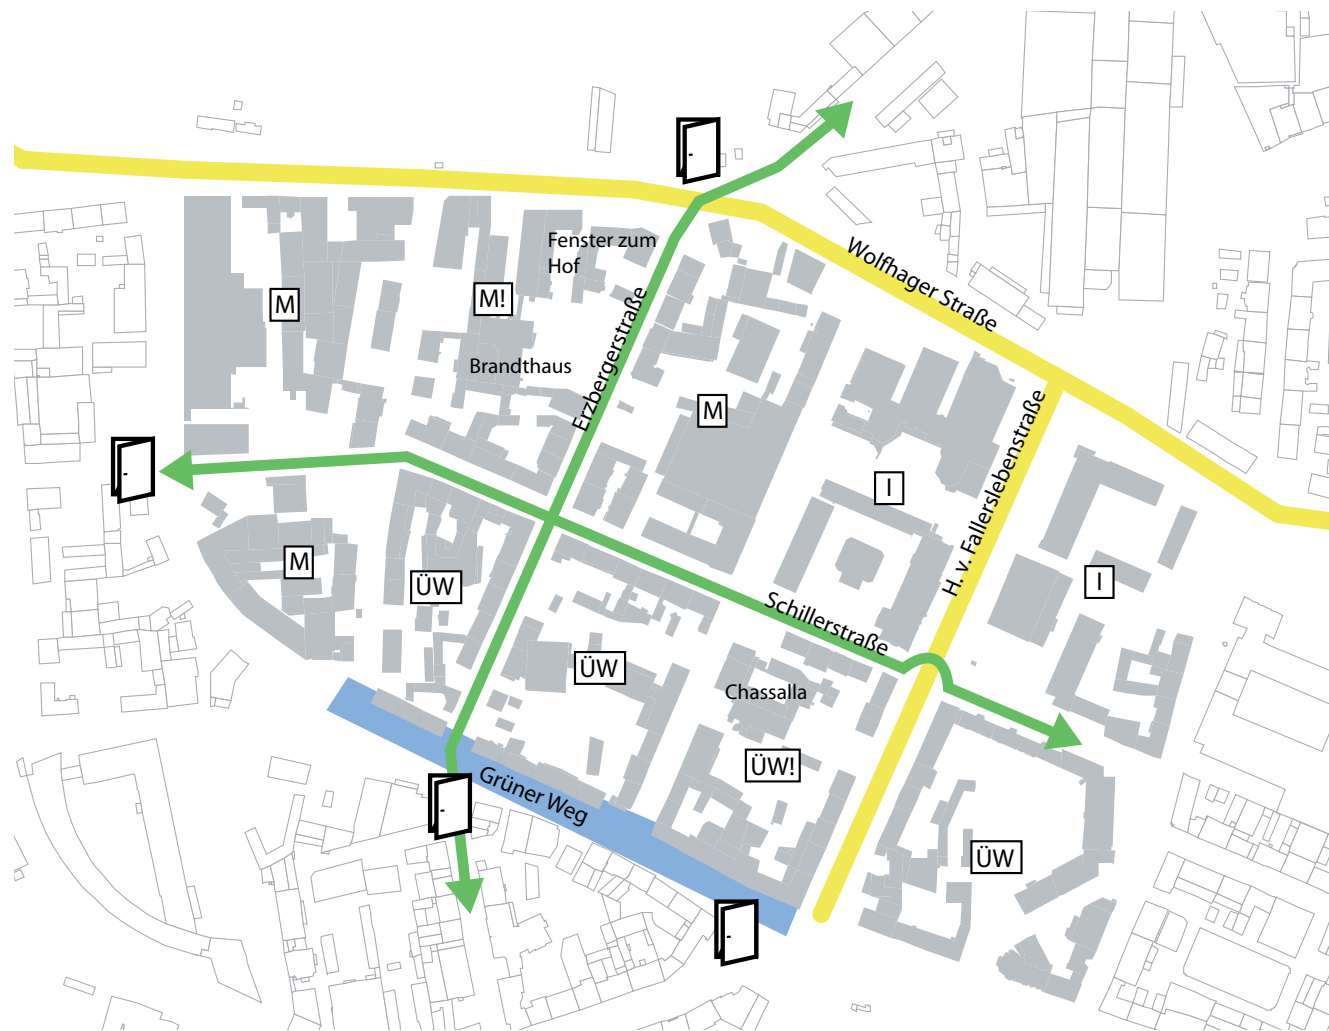 Fenster zum
Hof
Wolfhager Straße
M
M!
Erzbergerstraße
Brandthaus
M
H. v. Fallerslebenstraße
I
M
ÜW
I
Schillerstraße
ÜW
Chassalla
ÜW!
Grüner Weg
ÜW